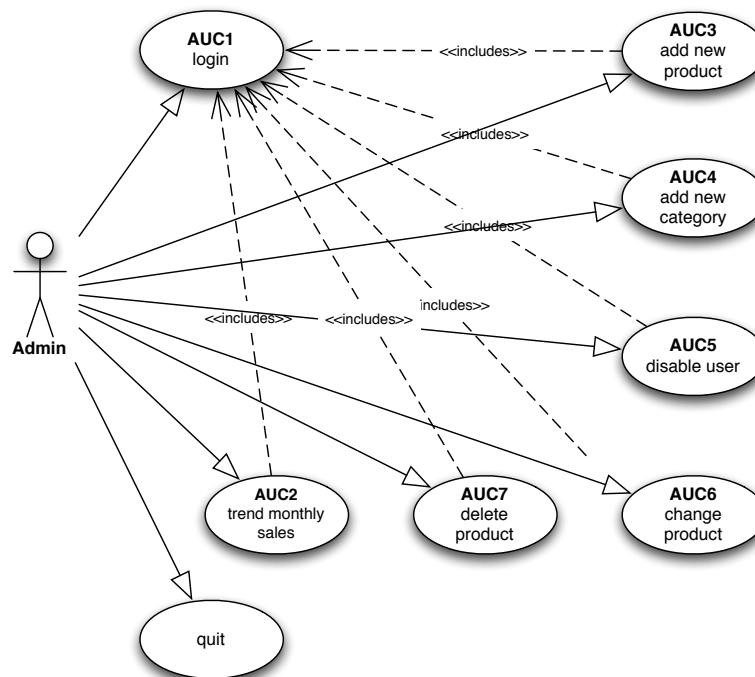 AUC1
login
AUC3
add new
product
<<includes>>
<<includes>>
AUC4
add new
category
<<includes>>
Admin
<<includes>>
<<includes>>
includes>>
AUC5
disable user
AUC2
trend monthly
sales
AUC7
delete
product
AUC6
change
product
quit